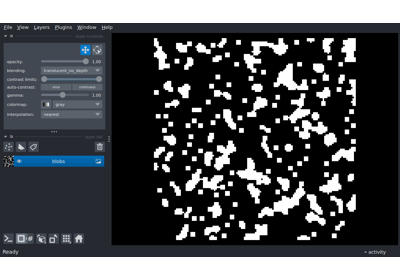 File View Layers Plugins Window Help
opacity: 1.00
blending: translucent_no_depth
contrast limits:
auto-contrast: once continuous
gamma: 1.00
colormap: gray
interpolation: nearest
blobs
Ready
activity